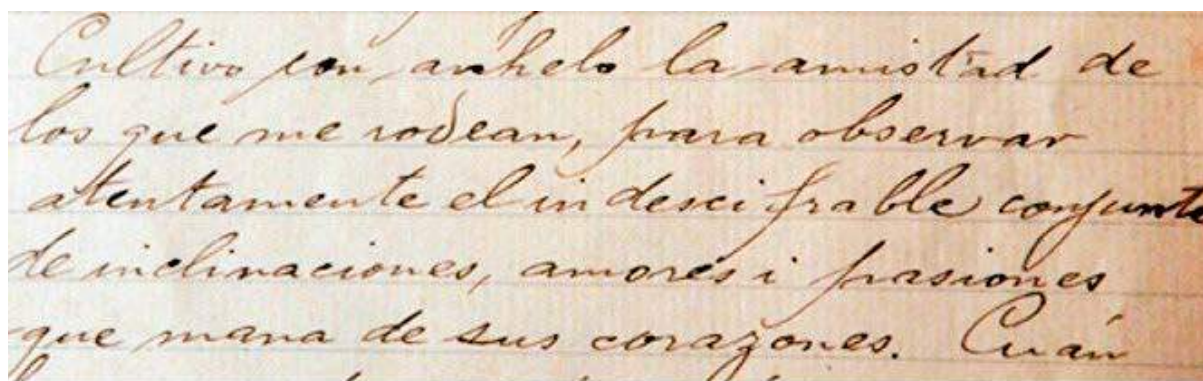 Cultivo con anhelo la amistad de
los que me rodean, para observar
atentamente el indescifrable conjunto
de inclinaciones, amores i pasiones
que mana de sus corazones. Cuán